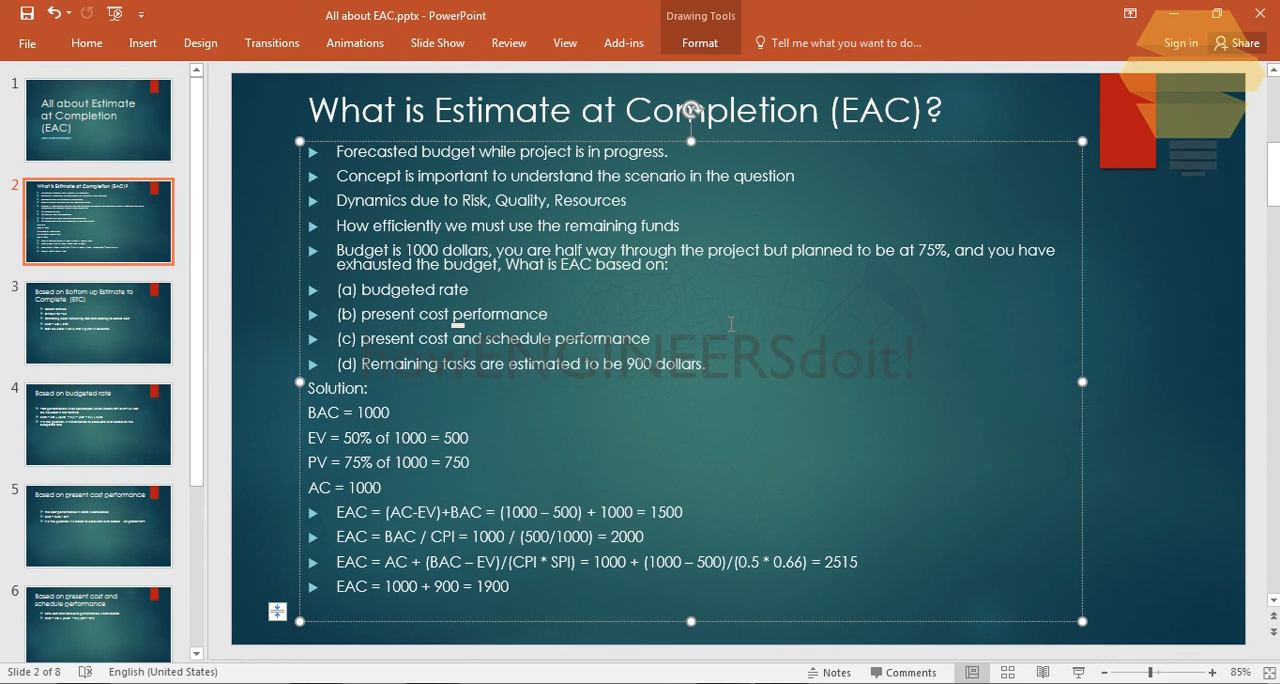 All about EAC.pptx - PowerPoint
Drawing Tools
File Home Insert Design Transitions Animations Slide Show Review View Add-ins Format Tell me what you want to do... Sign in Share
1
All about Estimate
at Completion
(EAC)
2
What is Estimate at Completion (EAC)?
3
Based on Bottom up Estimate to
Complete (ETC)
4
Based on budgeted rate
5
Based on present cost performance
6
Based on present cost and
schedule performance
What is Estimate at Completion (EAC)?
Forecasted budget while project is in progress.
Concept is important to understand the scenario in the question
Dynamics due to Risk, Quality, Resources
How efficiently we must use the remaining funds
Budget is 1000 dollars, you are half way through the project but planned to be at 75%, and you have
exhausted the budget, What is EAC based on:
(a) budgeted rate
(b) present cost performance
(c) present cost and schedule performance
(d) Remaining tasks are estimated to be 900 dollars.
ENGINEERSdoit!
Solution:
BAC = 1000
EV = 50% of 1000 = 500
PV = 75% of 1000 = 750
AC = 1000
EAC = (AC-EV)+BAC = (1000 – 500) + 1000 = 1500
EAC = BAC / CPI = 1000 / (500/1000) = 2000
EAC = AC + (BAC – EV)/(CPI * SPI) = 1000 + (1000 – 500)/(0.5 * 0.66) = 2515
EAC = 1000 + 900 = 1900
Slide 2 of 8 English (United States) Notes Comments 85%